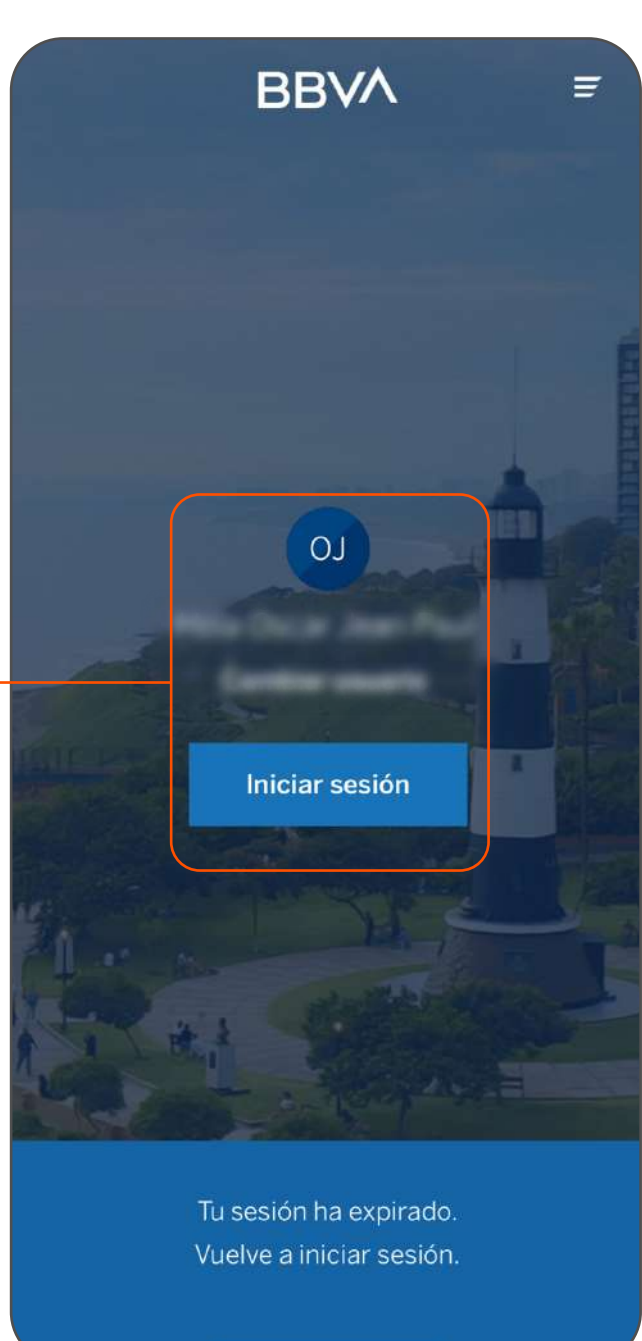 BBVA
OJ
Iniciar sesión
Tu sesión ha expirado.
Vuelve a iniciar sesión.